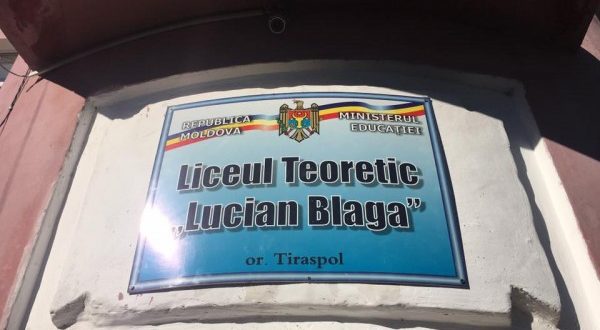 REPUBLICA MOLDOVA
MINISTERUL EDUCAȚIEI
Liceul Teoretic
„Lucian Blaga”
or. Tiraspol